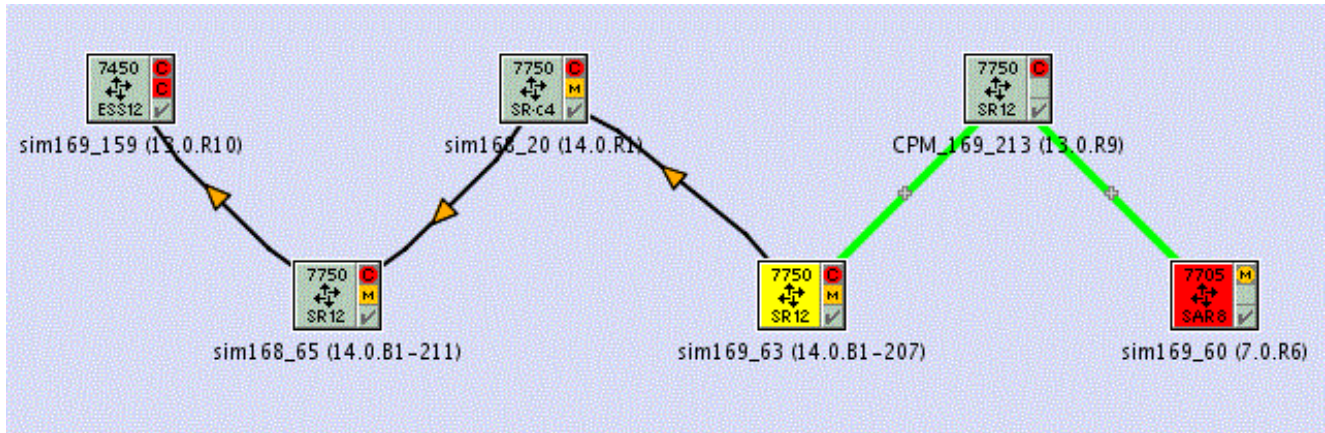 7450
C
C
ESS12
sim169_159 (13.0.R10)
7750
C
M
SR-c4
sim168_20 (14.0.R1)
7750
C
SR12
CPM_169_213 (13.0.R9)
7750
C
M
SR12
sim168_65 (14.0.B1-211)
7750
C
M
SR12
sim169_63 (14.0.B1-207)
7705
M
SAR8
sim169_60 (7.0.R6)